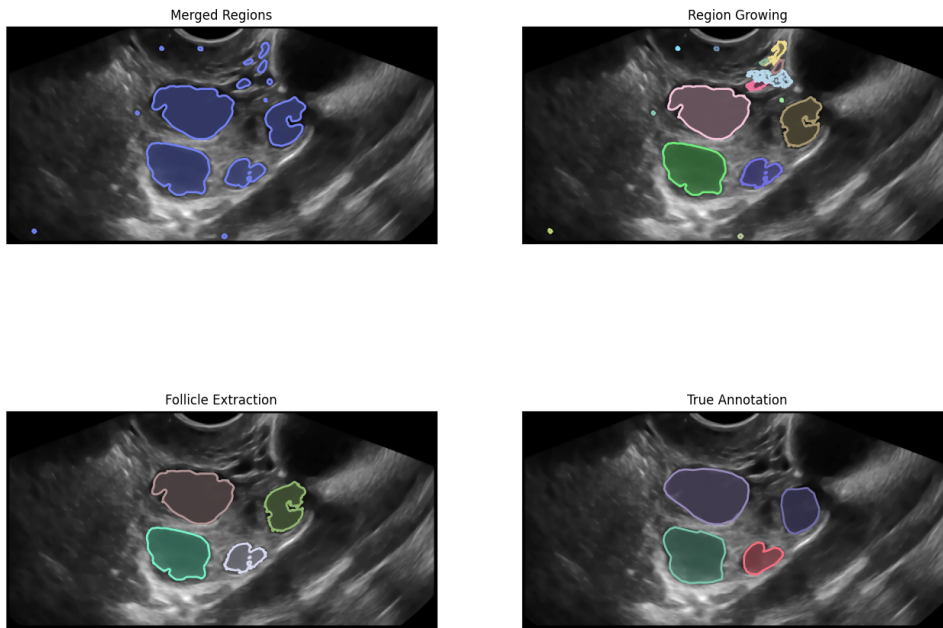 Merged Regions
Region Growing
Follicle Extraction
True Annotation